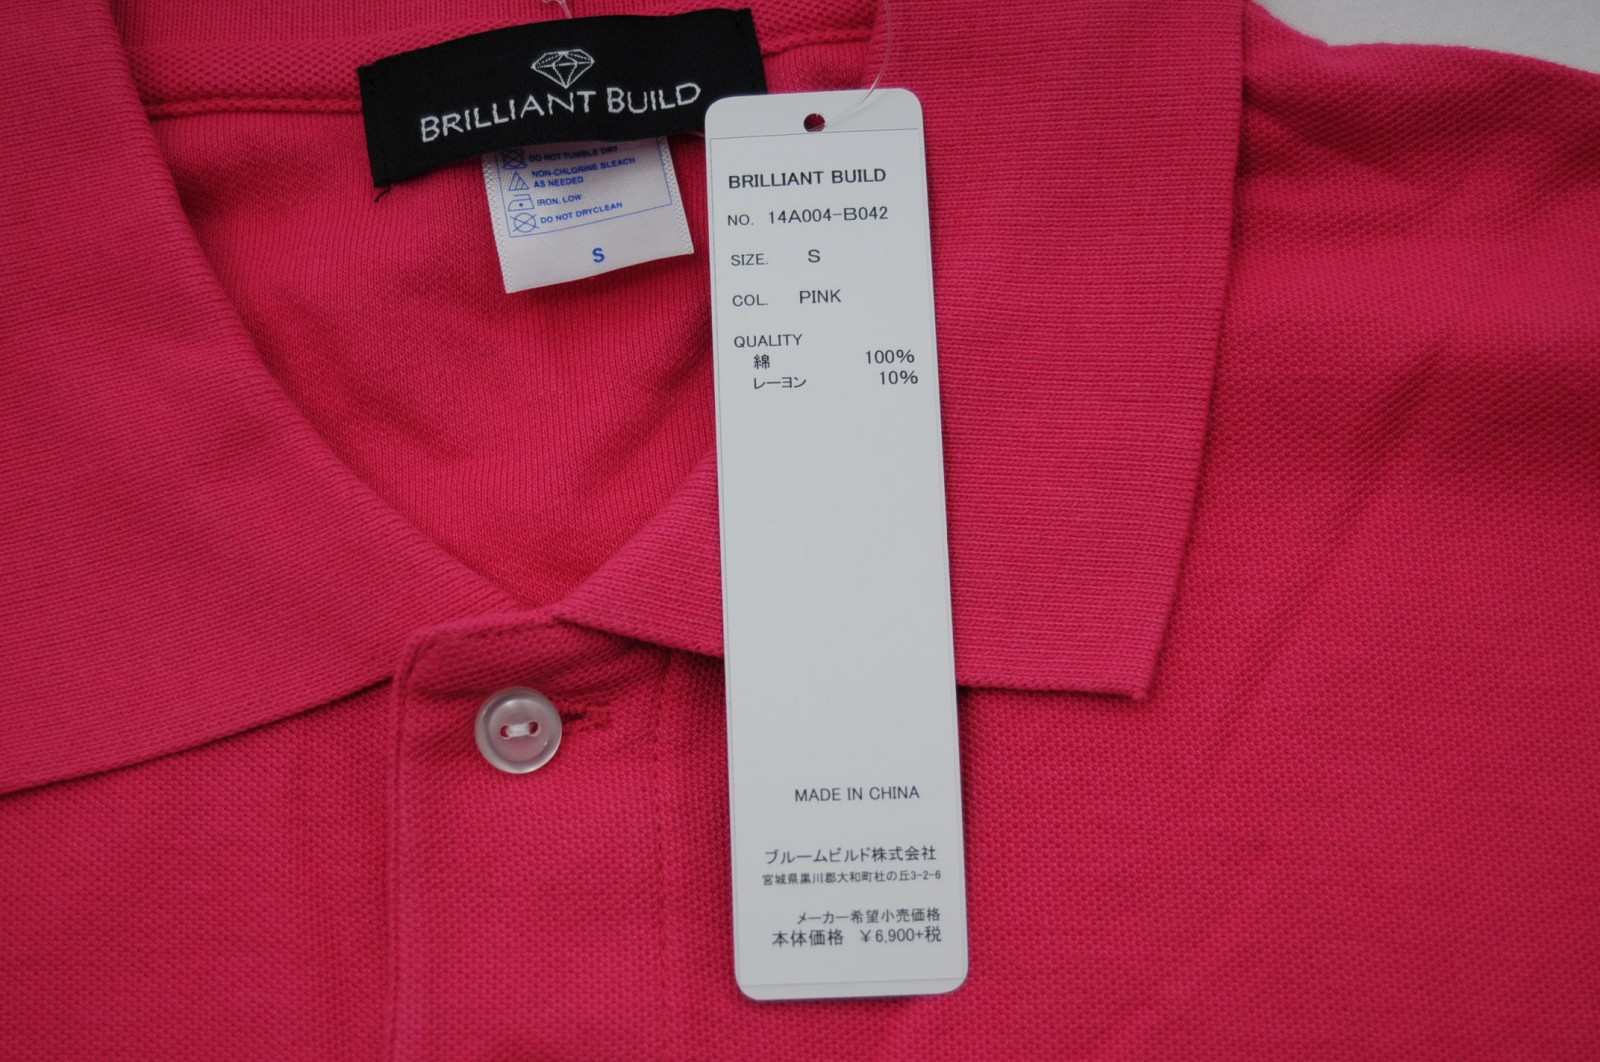 BRILLIANT BUILD
DO NOT TUMBLE DRY
NON-CHLORINE BLEACH
AS NEEDED
IRON, LOW
DO NOT DRYCLEAN
S
BRILLIANT BUILD
NO. 14A004-B042
SIZE. S
COL. PINK
QUALITY
綿 100%
レーヨン 10%
MADE IN CHINA
ブルームビルド株式会社
宮城県黒川郡大和町杜の丘3-2-6
メーカー希望小売価格
本体価格 ¥6,900+税